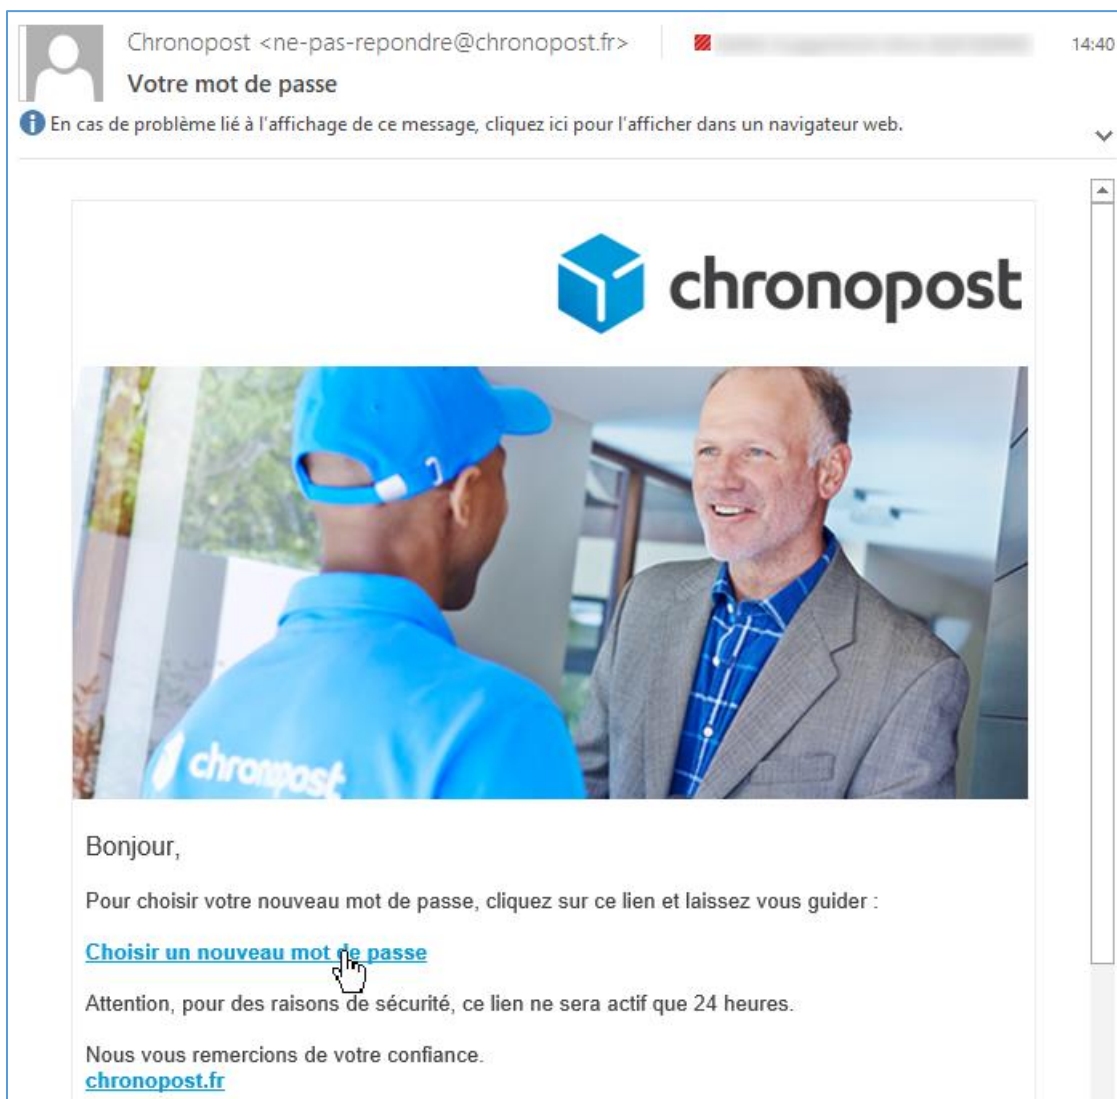 Chronopost <ne-pas-repondre@chronopost.fr>
14:40
Votre mot de passe
En cas de problème lié à l'affichage de ce message, cliquez ici pour l'afficher dans un navigateur web.
chronopost
chronopost
Bonjour,
Pour choisir votre nouveau mot de passe, cliquez sur ce lien et laissez vous guider :
Choisir un nouveau mot de passe
Attention, pour des raisons de sécurité, ce lien ne sera actif que 24 heures.
Nous vous remercions de votre confiance.
chronopost.fr